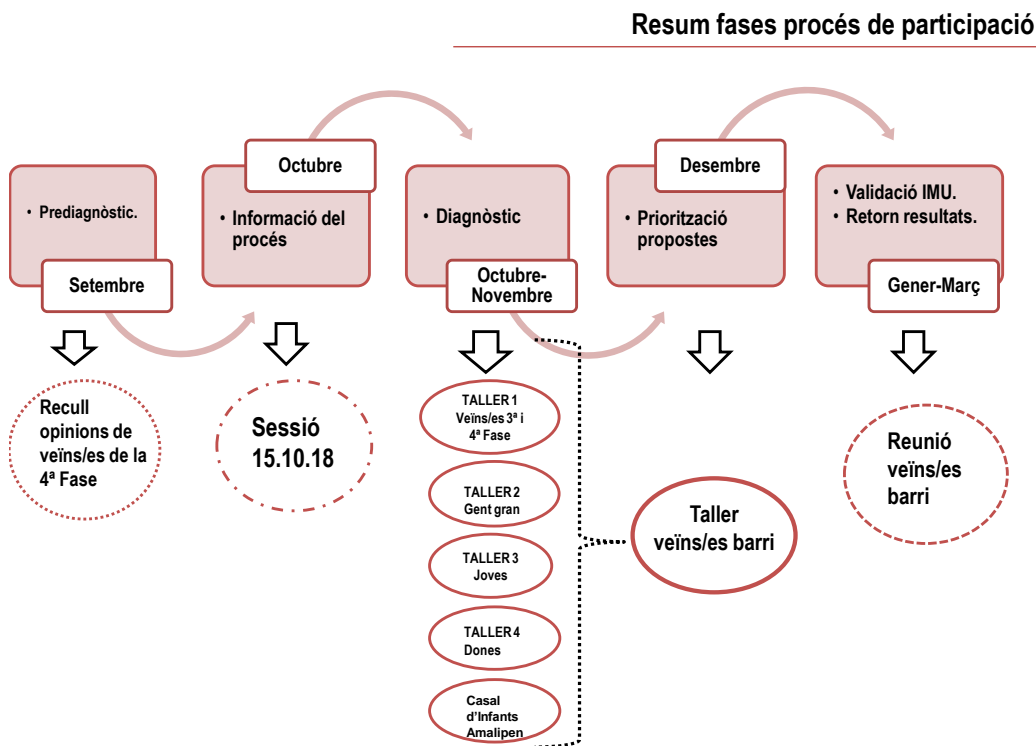 Resum fases procés de participació
• Prediagnòstic.
Setembre
Octubre
• Informació del
procés
• Diagnòstic
Octubre-
Novembre
Desembre
• Priorització
propostes
• Validació IMU.
• Retorn resultats.
Gener-Març
Recull
opinions de
veïns/es de la
4ª Fase
Sessió
15.10.18
TALLER 1
Veïns/es 3ª i
4ª Fase
TALLER 2
Gent gran
TALLER 3
Joves
TALLER 4
Dones
Casal
d'Infants
Amalipen
Taller
veïns/es barri
Reunió
veïns/es
barri